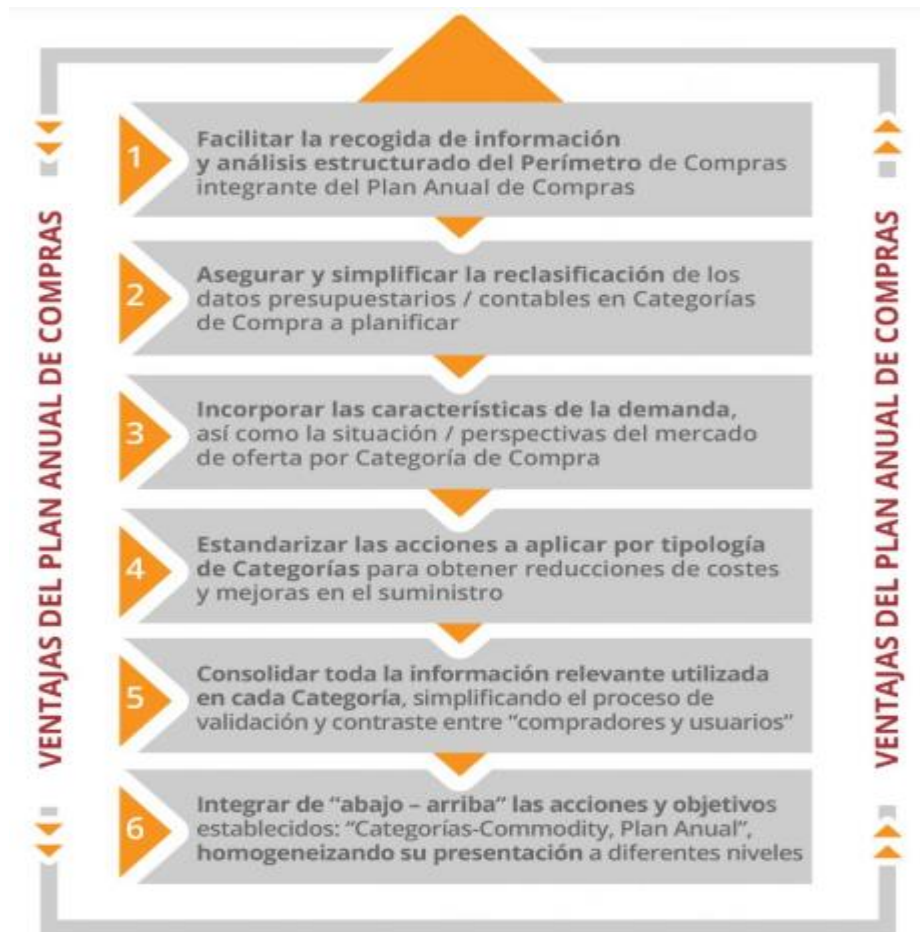 VENTAJAS DEL PLAN ANUAL DE COMPRAS
1
Facilitar la recogida de información
y análisis estructurado del Perímetro de Compras
integrante del Plan Anual de Compras
2
Asegurar y simplificar la reclasificación de los
datos presupuestarios / contables en Categorías
de Compra a planificar
3
Incorporar las características de la demanda,
así como la situación / perspectivas del mercado
de oferta por Categoría de Compra
4
Estandarizar las acciones a aplicar por tipología
de Categorías para obtener reducciones de costes
y mejoras en el suministro
5
Consolidar toda la información relevante utilizada
en cada Categoría, simplificando el proceso de
validación y contraste entre “compradores y usuarios”
6
Integrar de “abajo – arriba” las acciones y objetivos
establecidos: “Categorías-Commodity, Plan Anual”,
homogeneizando su presentación a diferentes niveles
VENTAJAS DEL PLAN ANUAL DE COMPRAS